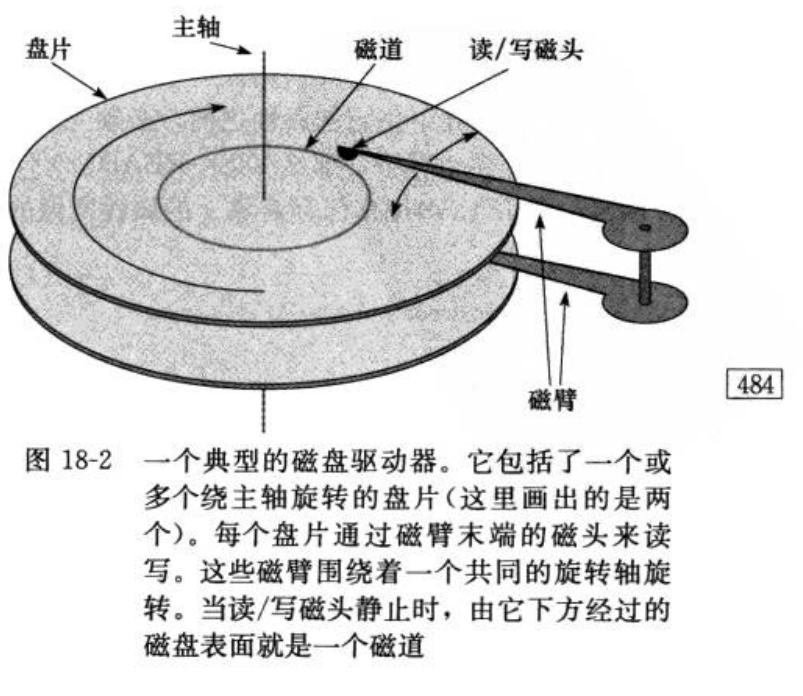 主轴
盘片
磁道
读/写磁头
磁臂
484
图 18-2 一个典型的磁盘驱动器。它包括了一个或
多个绕主轴旋转的盘片(这里画出的是两
个)。每个盘片通过磁臂末端的磁头来读
写。这些磁臂围绕着一个共同的旋转轴旋
转。当读/写磁头静止时，由它下方经过的
磁盘表面就是一个磁道